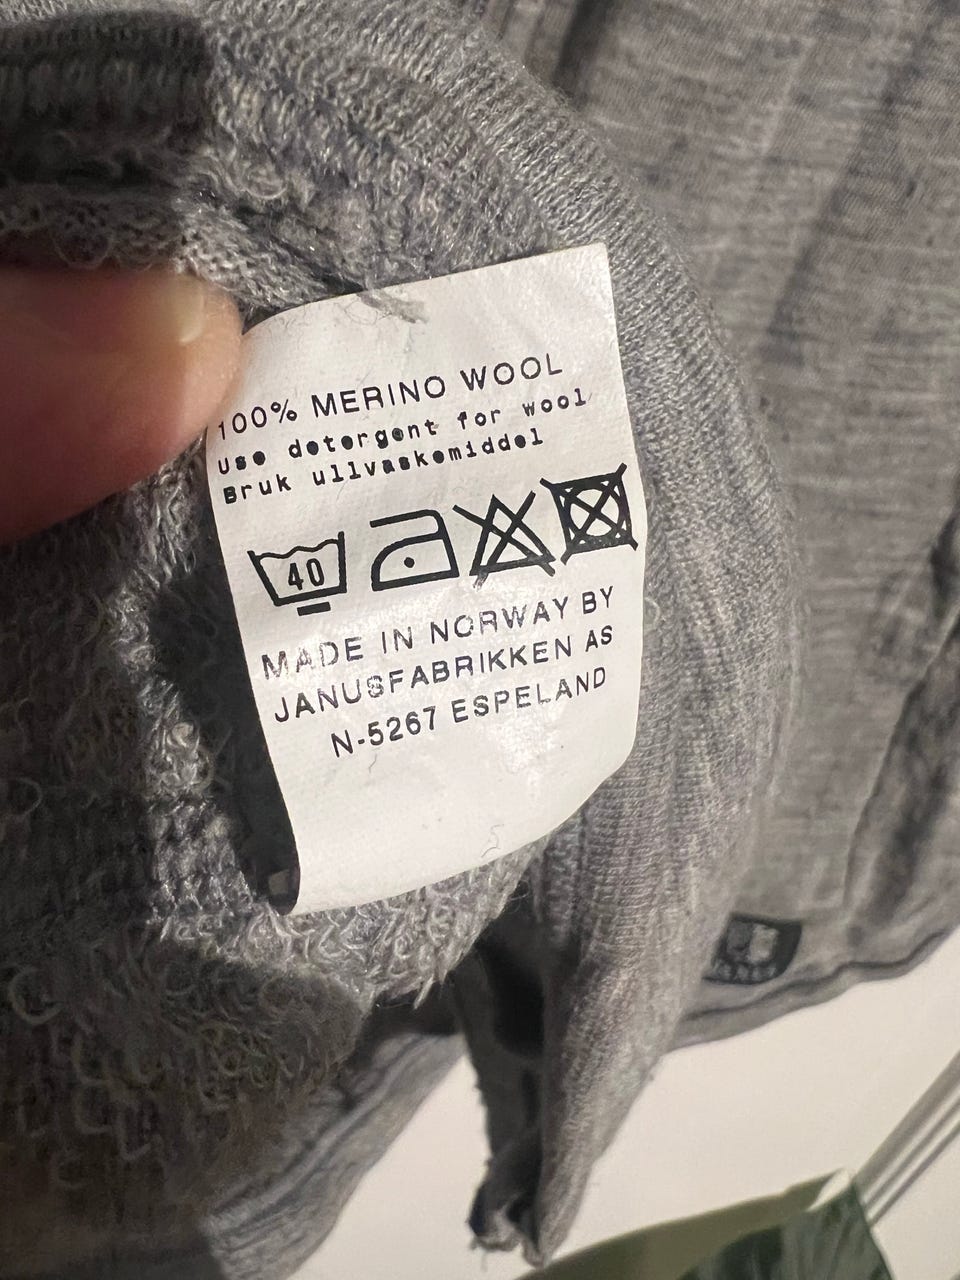 100% MERINO WOOL
Use detergent for wool
Bruk ullvaskemiddel
40
MADE IN NORWAY BY
JANUSFABRIKKEN AS
N-5267 ESPELAND